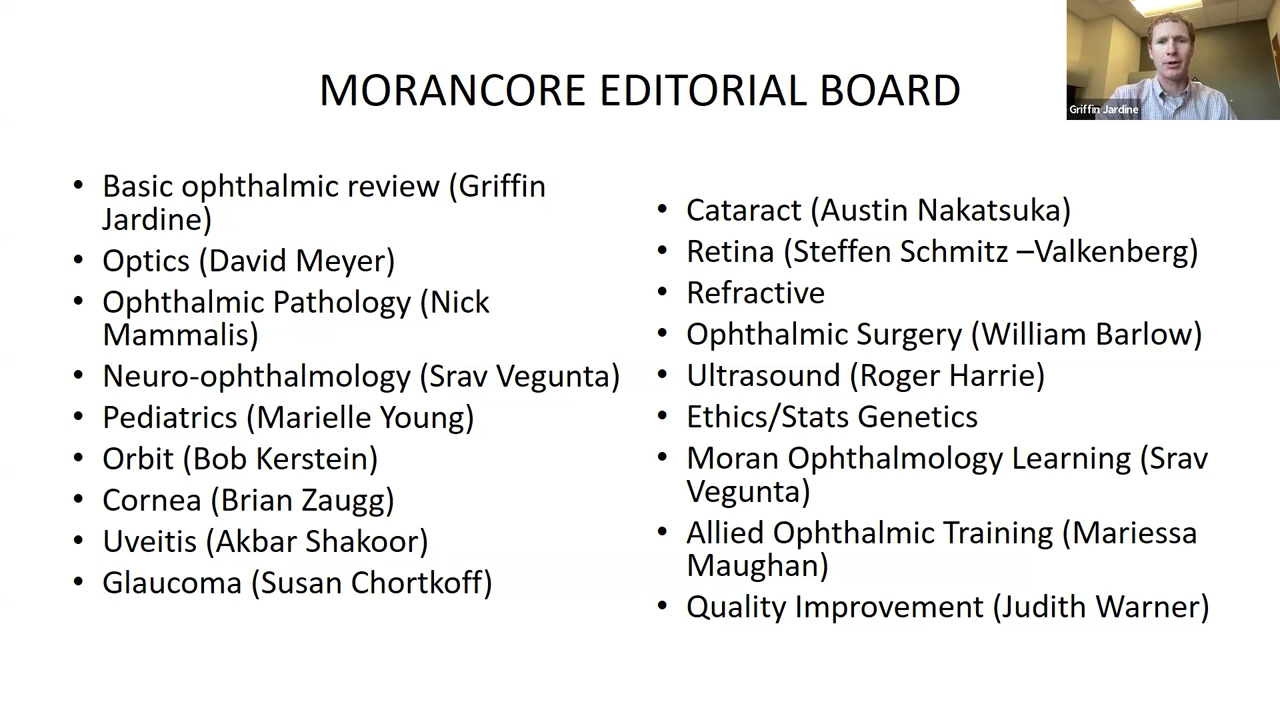 MORANCORE EDITORIAL BOARD
Griffin Jardine
• Basic ophthalmic review (Griffin
Jardine)
• Optics (David Meyer)
• Ophthalmic Pathology (Nick
Mammalis)
• Neuro-ophthalmology (Srav Vegunta)
• Pediatrics (Marielle Young)
• Orbit (Bob Kerstein)
• Cornea (Brian Zaugg)
• Uveitis (Akbar Shakoor)
• Glaucoma (Susan Chortkoff)
• Cataract (Austin Nakatsuka)
• Retina (Steffen Schmitz –Valkenberg)
• Refractive
• Ophthalmic Surgery (William Barlow)
• Ultrasound (Roger Harrie)
• Ethics/Stats Genetics
• Moran Ophthalmology Learning (Srav
Vegunta)
• Allied Ophthalmic Training (Mariessa
Maughan)
• Quality Improvement (Judith Warner)